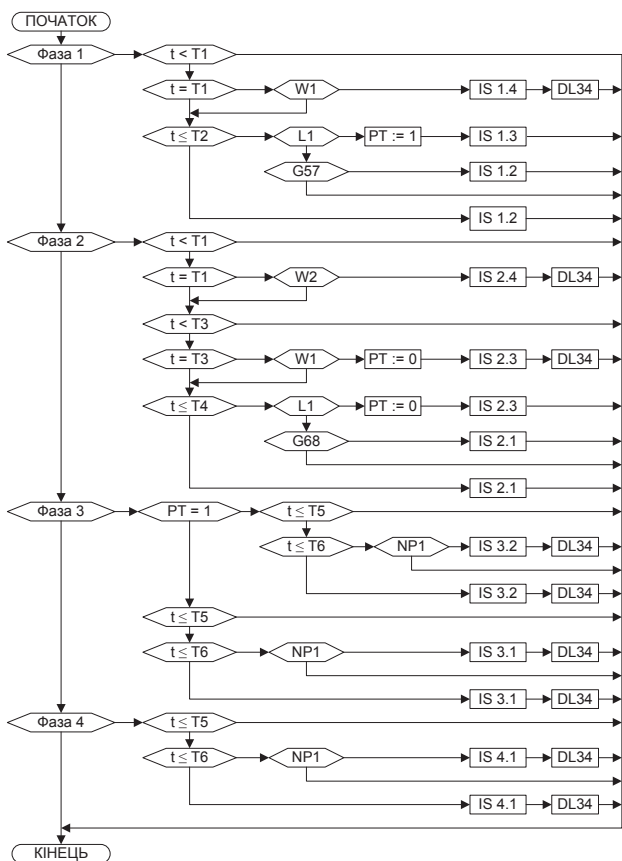 ПОЧАТОК
Фаза 1 t < T1
t = T1 W1 IS 1.4 DL34
t ≤ T2 L1 PT := 1 IS 1.3
G57 IS 1.2
IS 1.2
Фаза 2 t < T1
t = T1 W2 IS 2.4 DL34
t < T3
t = T3 W1 PT := 0 IS 2.3 DL34
t ≤ T4 L1 PT := 0 IS 2.3
G68 IS 2.1
IS 2.1
Фаза 3 PT = 1 t ≤ T5
t ≤ T6 NP1 IS 3.2 DL34
IS 3.2 DL34
t ≤ T5
t ≤ T6 NP1 IS 3.1 DL34
IS 3.1 DL34
Фаза 4 t ≤ T5
t ≤ T6 NP1 IS 4.1 DL34
IS 4.1 DL34
КІНЕЦЬ